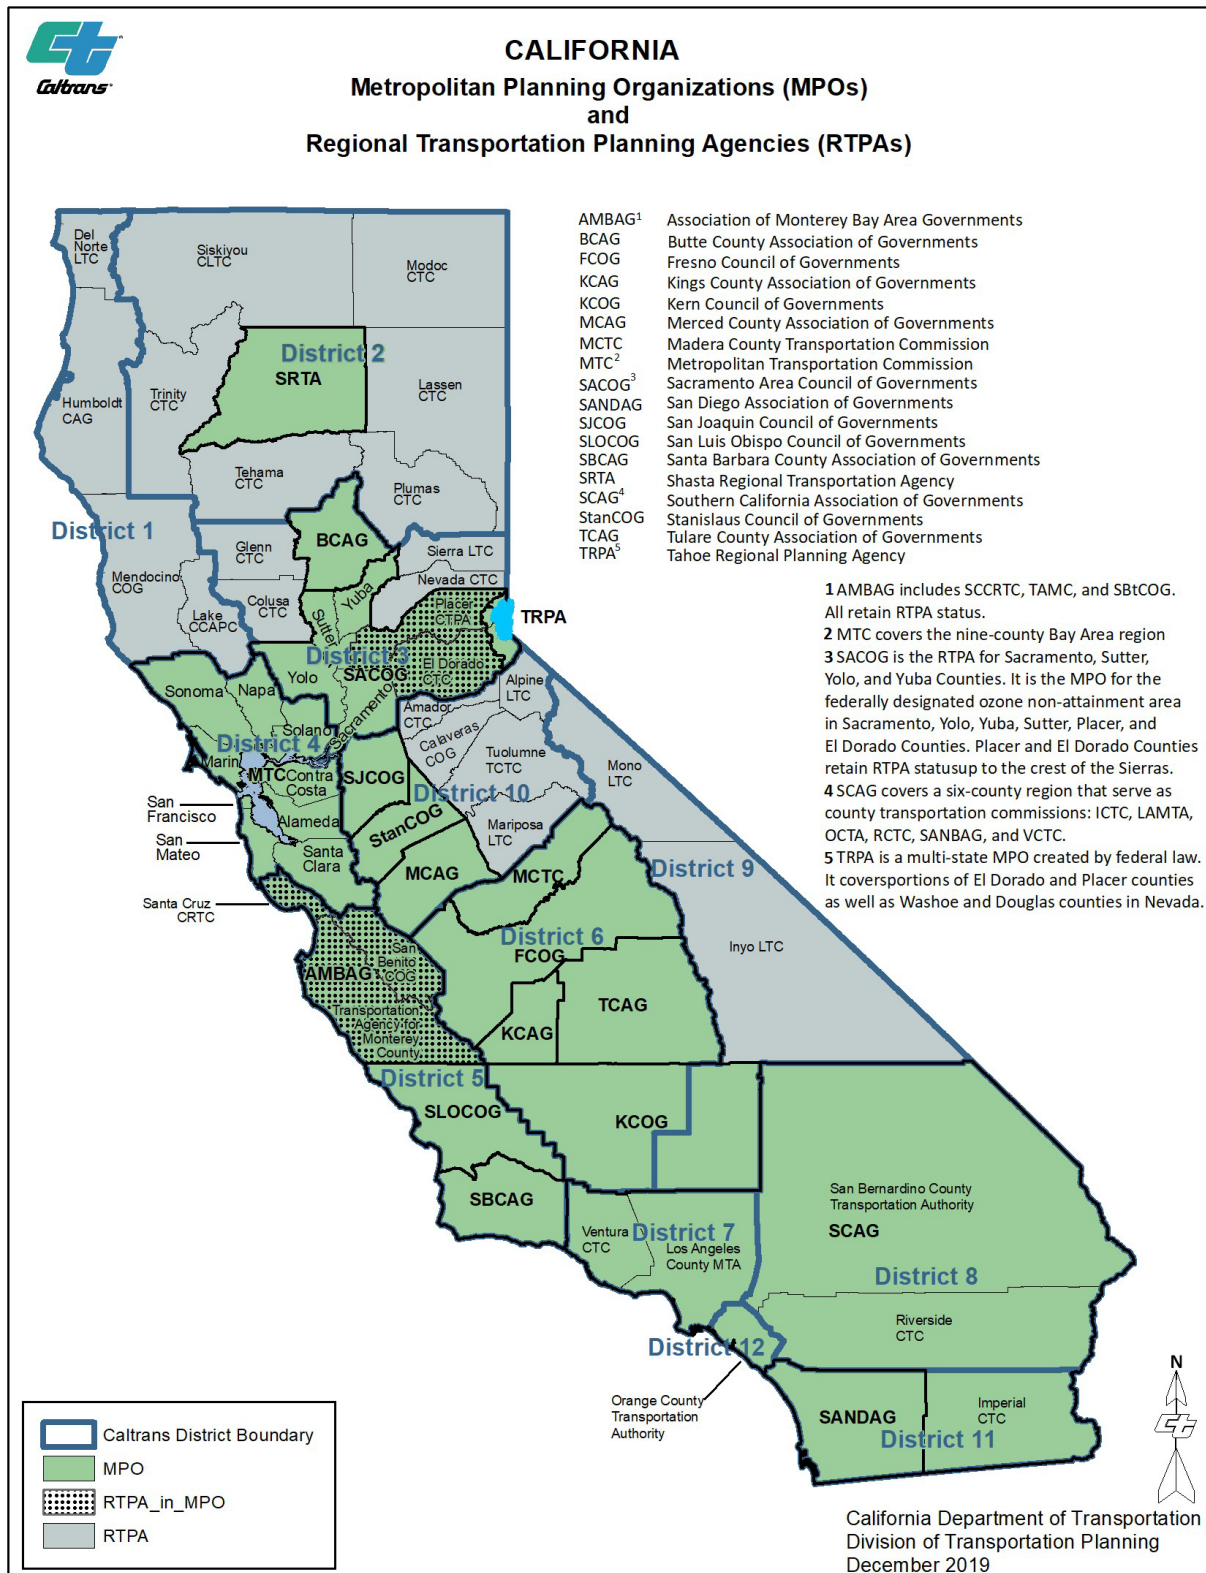 Caltrans
CALIFORNIA
Metropolitan Planning Organizations (MPOs)
and
Regional Transportation Planning Agencies (RTPAs)
AMBAG1 Association of Monterey Bay Area Governments
BCAG Butte County Association of Governments
FCOG Fresno Council of Governments
KCAG Kings County Association of Governments
KCOG Kern Council of Governments
MCAG Merced County Association of Governments
MCTC Madera County Transportation Commission
MTC2 Metropolitan Transportation Commission
SACOG3 Sacramento Area Council of Governments
SANDAG San Diego Association of Governments
SJCOG San Joaquin Council of Governments
SLOCOG San Luis Obispo Council of Governments
SBCAG Santa Barbara County Association of Governments
SRTA Shasta Regional Transportation Agency
SCAG4 Southern California Association of Governments
StanCOG Stanislaus Council of Governments
TCAG Tulare County Association of Governments
TRPA5 Tahoe Regional Planning Agency
1 AMBAG includes SCCRTC, TAMC, and SBtCOG.
All retain RTPA status.
2 MTC covers the nine-county Bay Area region
3 SACOG is the RTPA for Sacramento, Sutter,
Yolo, and Yuba Counties. It is the MPO for the
federally designated ozone non-attainment area
in Sacramento, Yolo, Yuba, Sutter, Placer, and
El Dorado Counties. Placer and El Dorado Counties
retain RTPA statusup to the crest of the Sierras.
4 SCAG covers a six-county region that serve as
county transportation commissions: ICTC, LAMTA,
OCTA, RCTC, SANBAG, and VCTC.
5 TRPA is a multi-state MPO created by federal law.
It coversportions of El Dorado and Placer counties
as well as Washoe and Douglas counties in Nevada.
Del
Norte
LTC
Siskiyou
CLTC
Modoc
CTC
District 2
SRTA
Trinity
CTC
Humboldt
CAG
Lassen
CTC
Tehama
CTC
Plumas
CTC
District 1
BCAG
Glenn
CTC
Sierra LTC
Mendocino
COG
Nevada CTC
Colusa
CTC
Lake
CCAPC
Sutter
Yuba
Placer
CTPA
TRPA
District 3
SACOG
El Dorado
CTC
Yolo
Sacramento
Sonoma
Napa
Solano
Alpine
LTC
Amador
CTC
Calaveras
COG
Tuolumne
TCTC
Mono
LTC
District 4
Marin
MTC
Contra
Costa
SJCOG
District 10
San
Francisco
Alameda
StanCOG
Mariposa
LTC
San
Mateo
Santa
Clara
MCAG
MCTC
District 9
Santa Cruz
CRTC
District 6
FCOG
Inyo LTC
San
Benito
COG
AMBAG
TCAG
Transportation
Agency for
Monterey
County
KCAG
District 5
SLOCOG
KCOG
SBCAG
San Bernardino County
Transportation Authority
SCAG
Ventura
CTC
District 7
Los Angeles
County MTA
District 8
Riverside
CTC
District 12
Orange County
Transportation
Authority
SANDAG
Imperial
CTC
District 11
N
Caltrans District Boundary
MPO
RTPA_in_MPO
RTPA
California Department of Transportation
Division of Transportation Planning
December 2019